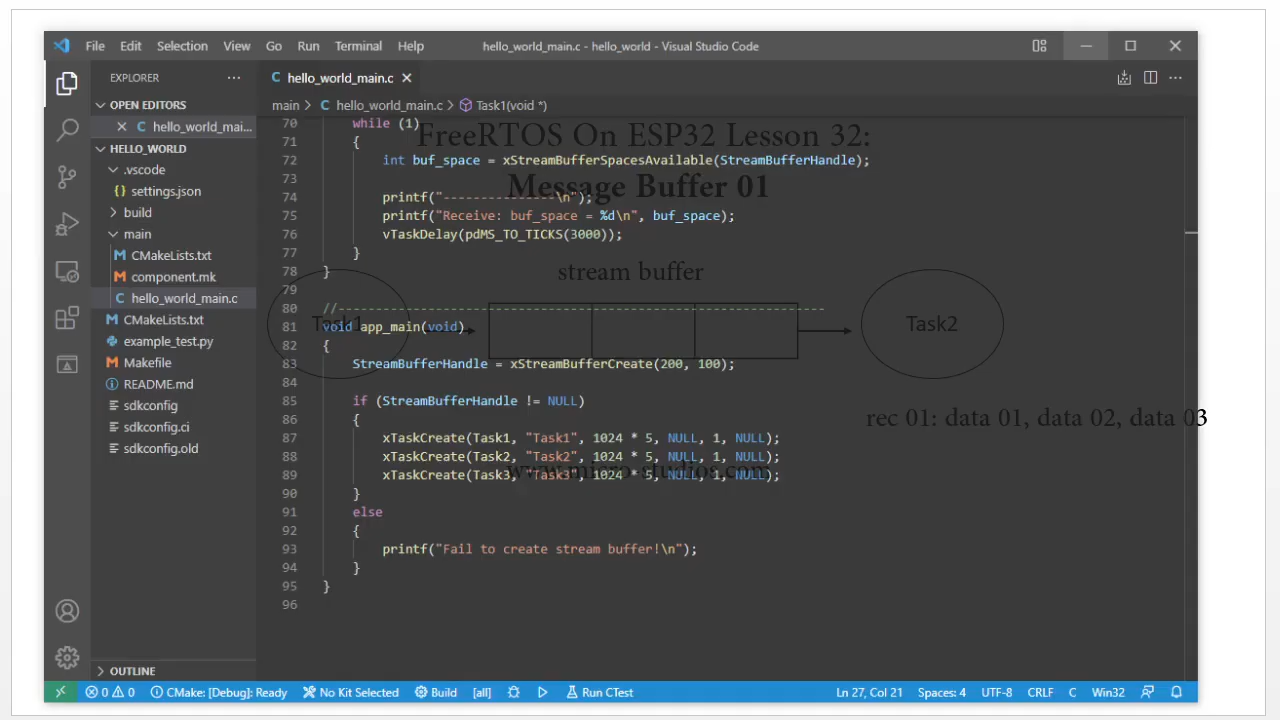 File Edit Selection View Go Run Terminal Help hello_world_main.c - hello_world - Visual Studio Code
EXPLORER
OPEN EDITORS
C hello_world_mai...
HELLO_WORLD
.vscode
{} settings.json
build
main
M CMakeLists.txt
M component.mk
C hello_world_main.c
M CMakeLists.txt
example_test.py
M Makefile
README.md
sdkconfig
sdkconfig.ci
sdkconfig.old
OUTLINE
C hello_world_main.c
main > C hello_world_main.c > Task1(void *)
70 while (1)
71 {
72 int buf_space = xStreamBufferSpacesAvailable(StreamBufferHandle);
73
74 printf("---------------\n");
75 printf("Receive: buf_space = %d\n", buf_space);
76 vTaskDelay(pdMS_TO_TICKS(3000));
77 }
78 }
79
80 //-----------------------------------------------------------------
81 void app_main(void)
82 {
83 StreamBufferHandle = xStreamBufferCreate(200, 100);
84
85 if (StreamBufferHandle != NULL)
86 {
87 xTaskCreate(Task1, "Task1", 1024 * 5, NULL, 1, NULL);
88 xTaskCreate(Task2, "Task2", 1024 * 5, NULL, 1, NULL);
89 xTaskCreate(Task3, "Task3", 1024 * 5, NULL, 1, NULL);
90 }
91 else
92 {
93 printf("Fail to create stream buffer!\n");
94 }
95 }
96
FreeRTOS On ESP32 Lesson 32:
Message Buffer 01
stream buffer
Task1
Task2
rec 01: data 01, data 02, data 03
www.micro-studios.com
0 0 CMake: [Debug]: Ready No Kit Selected Build [all] Run CTest Ln 27, Col 21 Spaces: 4 UTF-8 CRLF C Win32